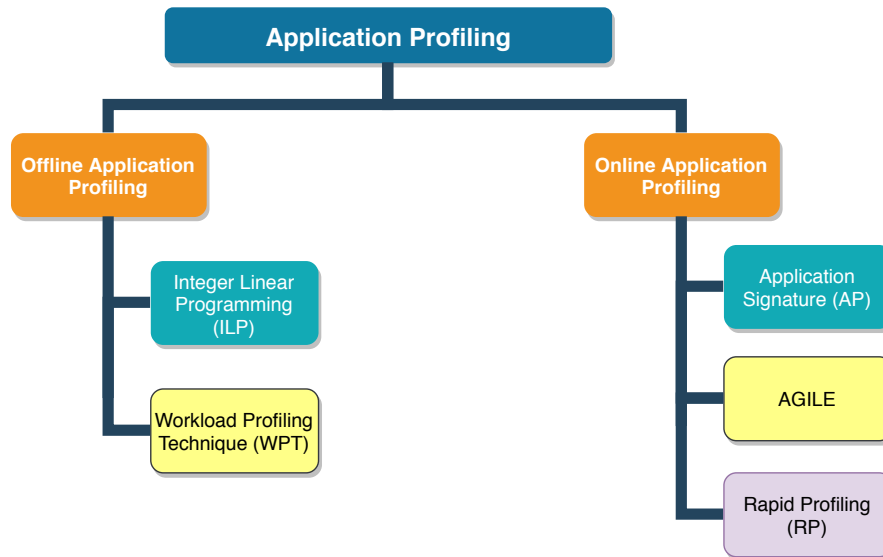 Application Profiling
Offline Application
Profiling
Online Application
Profiling
Integer Linear
Programming
(ILP)
Workload Profiling
Technique (WPT)
Application
Signature (AP)
AGILE
Rapid Profiling
(RP)